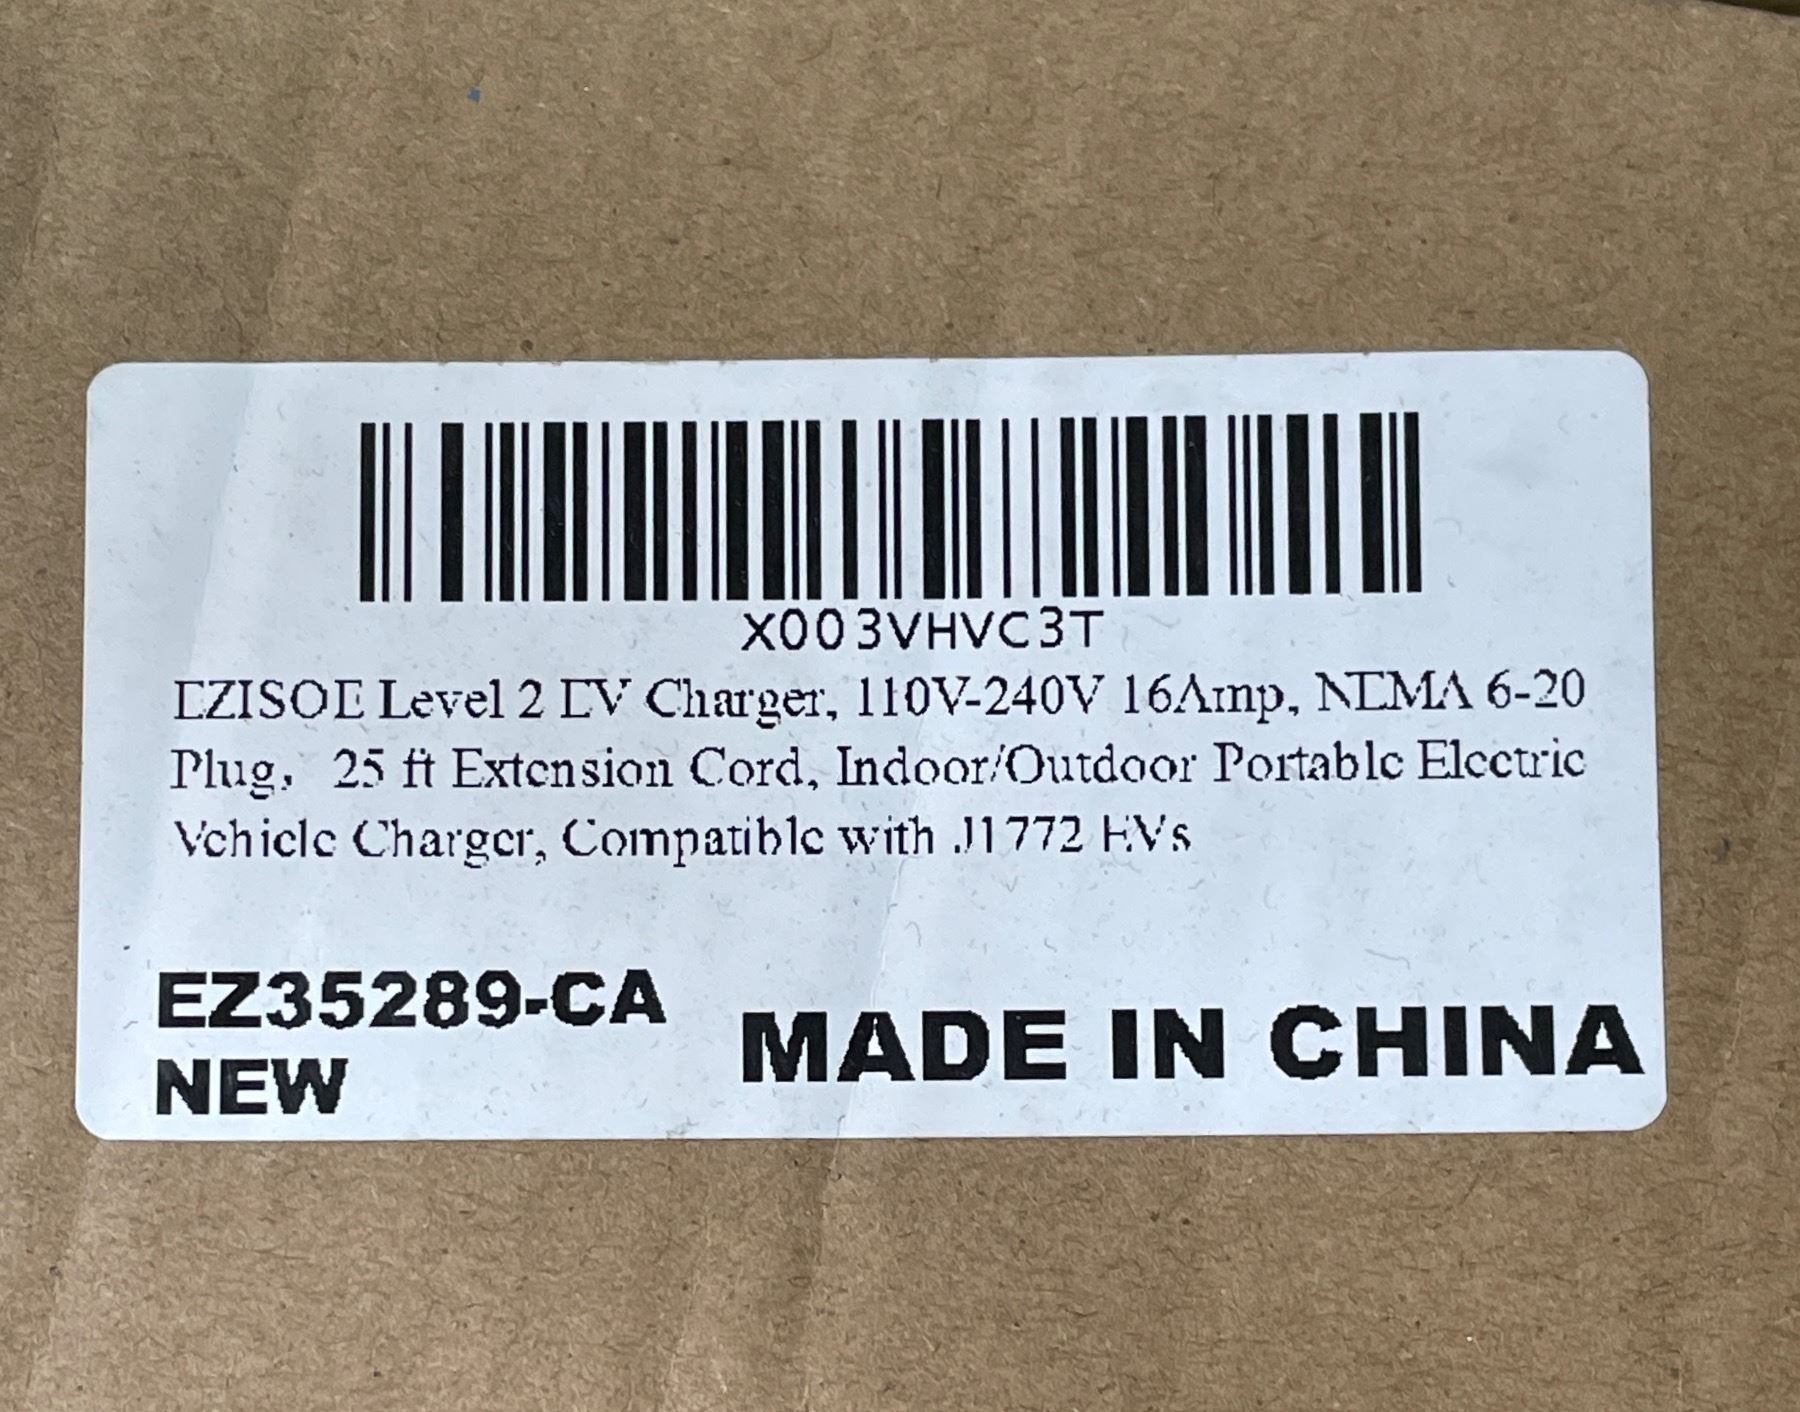 X003VHVC3T
EZISOE Level 2 EV Charger, 110V-240V 16Amp, NEMA 6-20
Plug, 25 ft Extension Cord, Indoor/Outdoor Portable Electric
Vehicle Charger, Compatible with J1772 EVs
EZ35289-CA
NEW
MADE IN CHINA